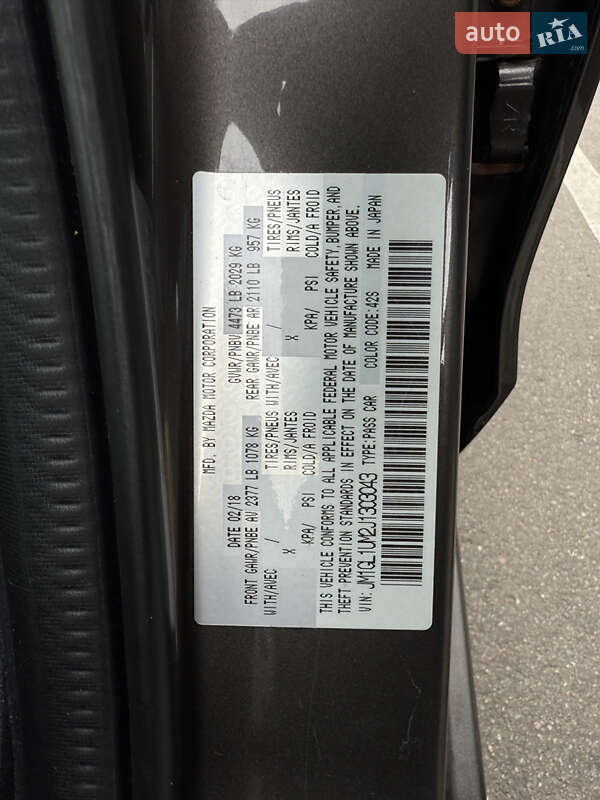 auto RIA.com
MFD. BY MAZDA MOTOR CORPORATION
DATE 02/18 GVWR/PNBV 4473 LB 2029 KG
FRONT GAWR/PNBE AV 2377 LB 1078 KG REAR GAWR/PNBE AR 2110 LB 957 KG
WITH/AVEC / TIRES/PNEUS WITH/AVEC / TIRES/PNEUS
X RIMS/JANTES X RIMS/JANTES
KPA/ PSI COLD/A FROID KPA/ PSI COLD/A FROID
THIS VEHICLE CONFORMS TO ALL APPLICABLE FEDERAL MOTOR VEHICLE SAFETY, BUMPER, AND
THEFT PREVENTION STANDARDS IN EFFECT ON THE DATE OF MANUFACTURE SHOWN ABOVE.
VIN: JM1GL1UM2J1303043 TYPE:PASS CAR COLOR CODE:42S MADE IN JAPAN